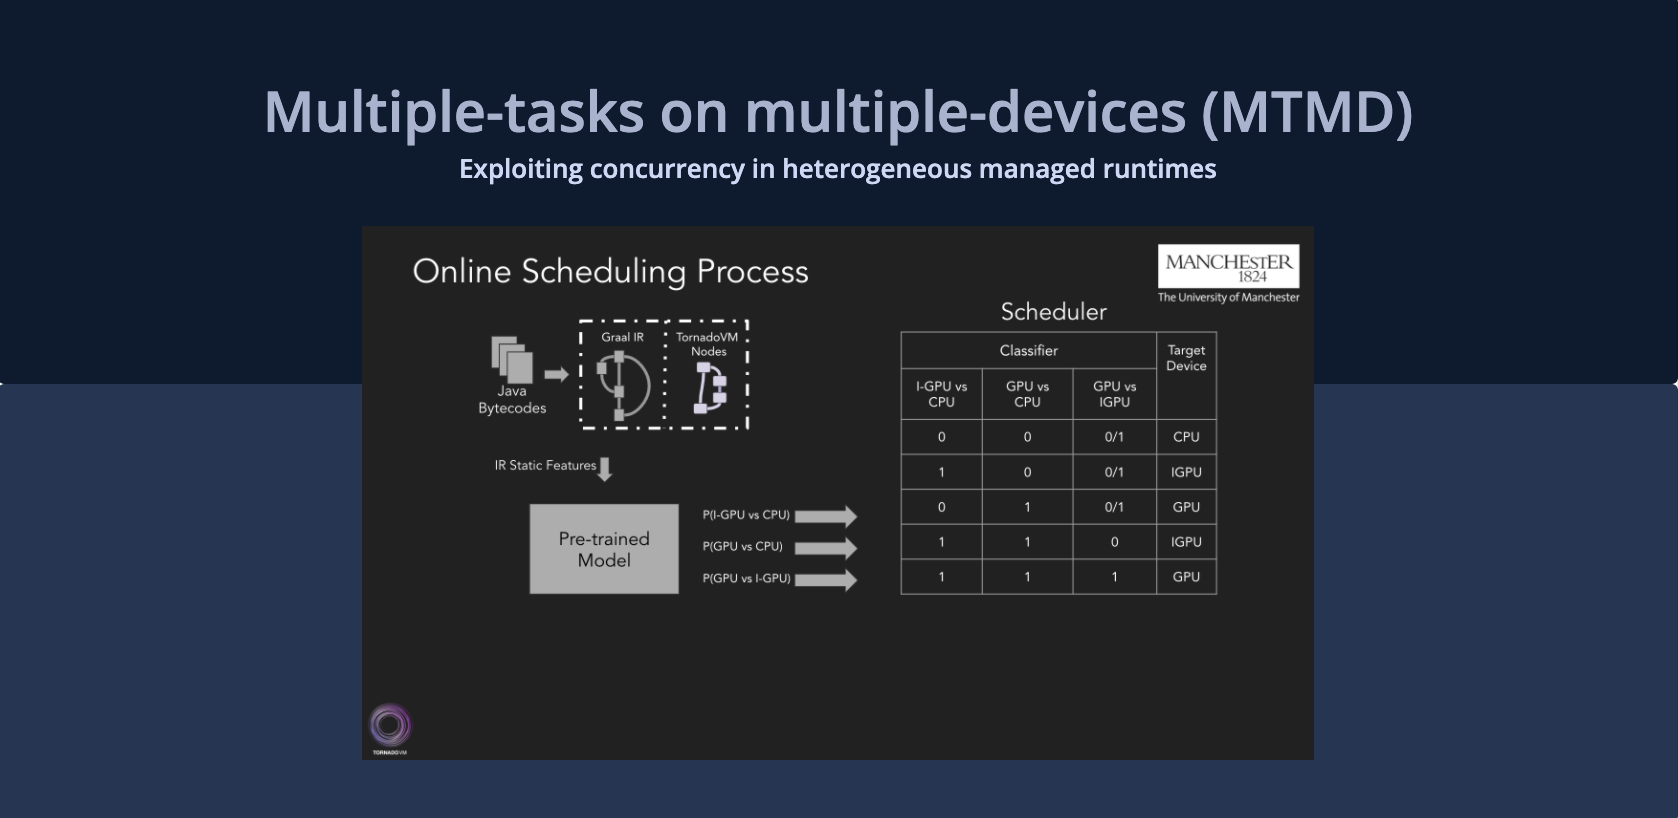 Multiple-tasks on multiple-devices (MTMD)
Exploiting concurrency in heterogeneous managed runtimes
Online Scheduling Process
MANCHESTER
1824
The University of Manchester
Graal IR
TornadoVM
Nodes
Java
Bytecodes
IR Static Features
Pre-trained
Model
P(I-GPU vs CPU)
P(GPU vs CPU)
P(GPU vs I-GPU)
Scheduler
Classifier
Target
Device
I-GPU vs
CPU
GPU vs
CPU
GPU vs
IGPU
0 0 0/1 CPU
1 0 0/1 IGPU
0 1 0/1 GPU
1 1 0 IGPU
1 1 1 GPU
TORNADOVM